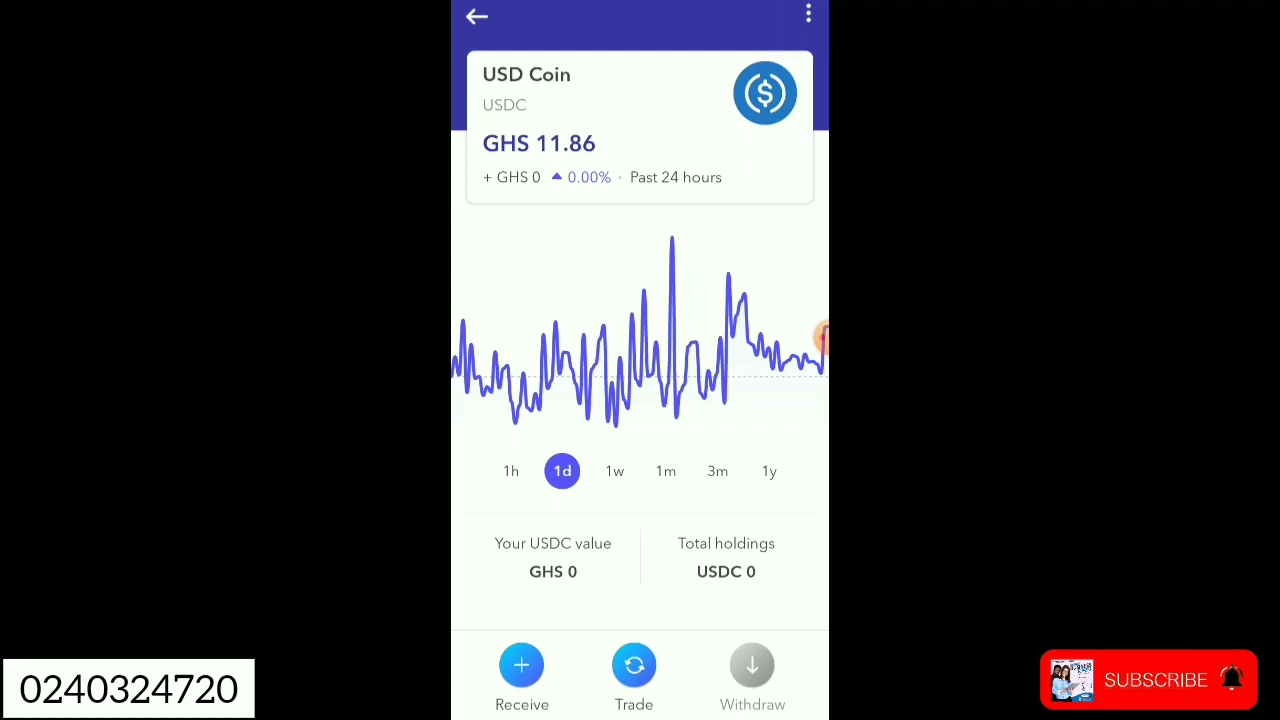 USD Coin
USDC
GHS 11.86
+ GHS 0 0.00% · Past 24 hours
1h 1d 1w 1m 3m 1y
Your USDC value Total holdings
GHS 0 USDC 0
Receive Trade Withdraw
0240324720
SUBSCRIBE